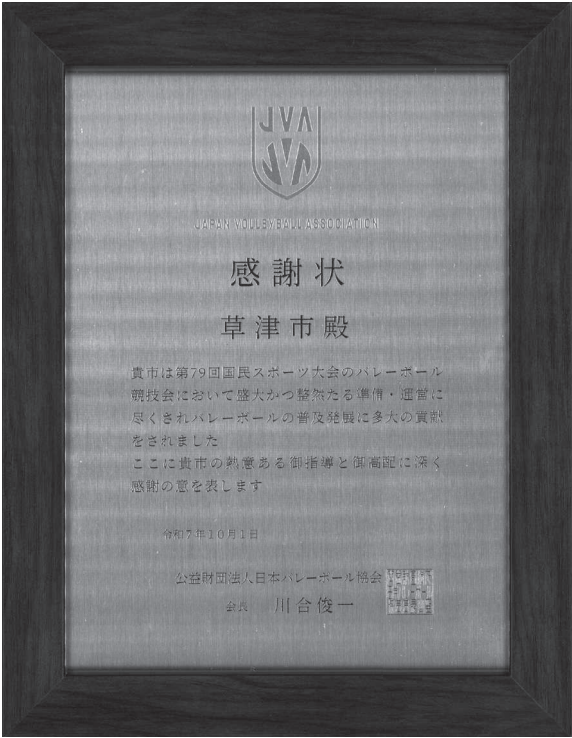 JVA
JAPAN VOLLEYBALL ASSOCIATION
感謝状
草津市殿
貴市は第79回国民スポーツ大会のバレーボール
競技会において盛大かつ整然たる準備・運営に
尽くされバレーボールの普及発展に多大の貢献
をされました
ここに貴市の熱意ある御指導と御高配に深く
感謝の意を表します
令和7年10月1日
公益財団法人日本バレーボール協会
会長 川合俊一